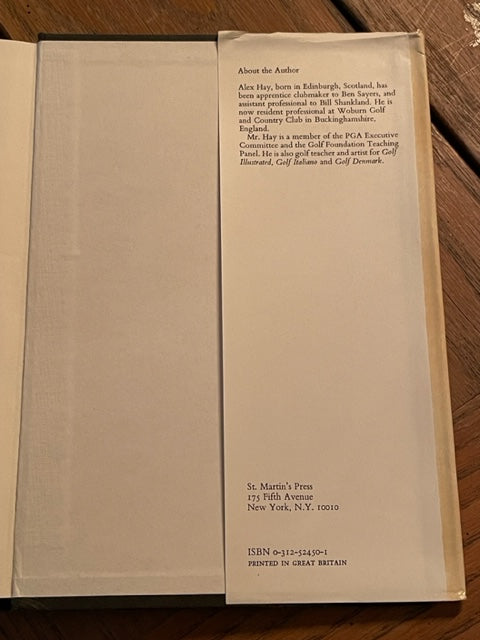 About the Author
Alex Hay, born in Edinburgh, Scotland, has
been apprentice clubmaker to Ben Sayers, and
assistant professional to Bill Shankland. He is
now resident professional at Woburn Golf
and Country Club in Buckinghamshire,
England.
Mr. Hay is a member of the PGA Executive
Committee and the Golf Foundation Teaching
Panel. He is also golf teacher and artist for Golf
Illustrated, Golf Italiano and Golf Denmark.
St. Martin's Press
175 Fifth Avenue
New York, N.Y. 10010
ISBN 0-312-52450-1
PRINTED IN GREAT BRITAIN